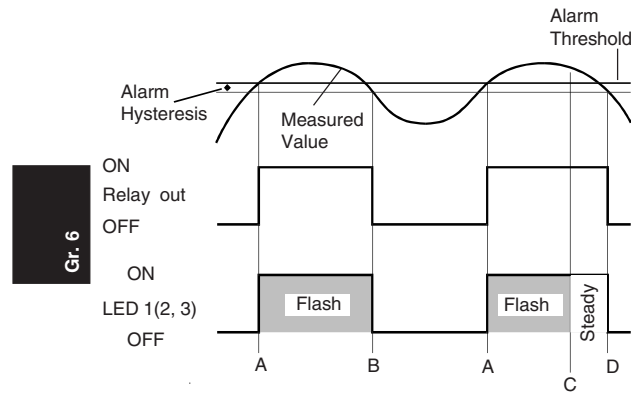 Alarm
Threshold
Alarm
Hysteresis
Measured
Value
ON
Relay out
OFF
Gr. 6
ON
LED 1(2, 3)
OFF
Flash
Flash
Steady
A
B
A
C
D